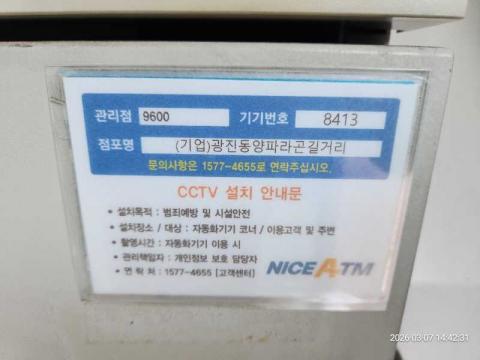 관리점 9600 기기번호 8413
점포명 (기업)광진동양파라곤길거리
문의사항은 1577-4655로 연락주십시오.
CCTV 설치 안내문
• 설치목적 : 범죄예방 및 시설안전
• 설치장소 / 대상 : 자동화기기 코너 / 이용고객 및 주변
• 촬영시간 : 자동화기기 이용 시
• 관리책임자 : 개인정보 보호 담당자
• 연 락 처 : 1577-4655 [고객센터]
NICE ATM
2026-03-07 14:42:31